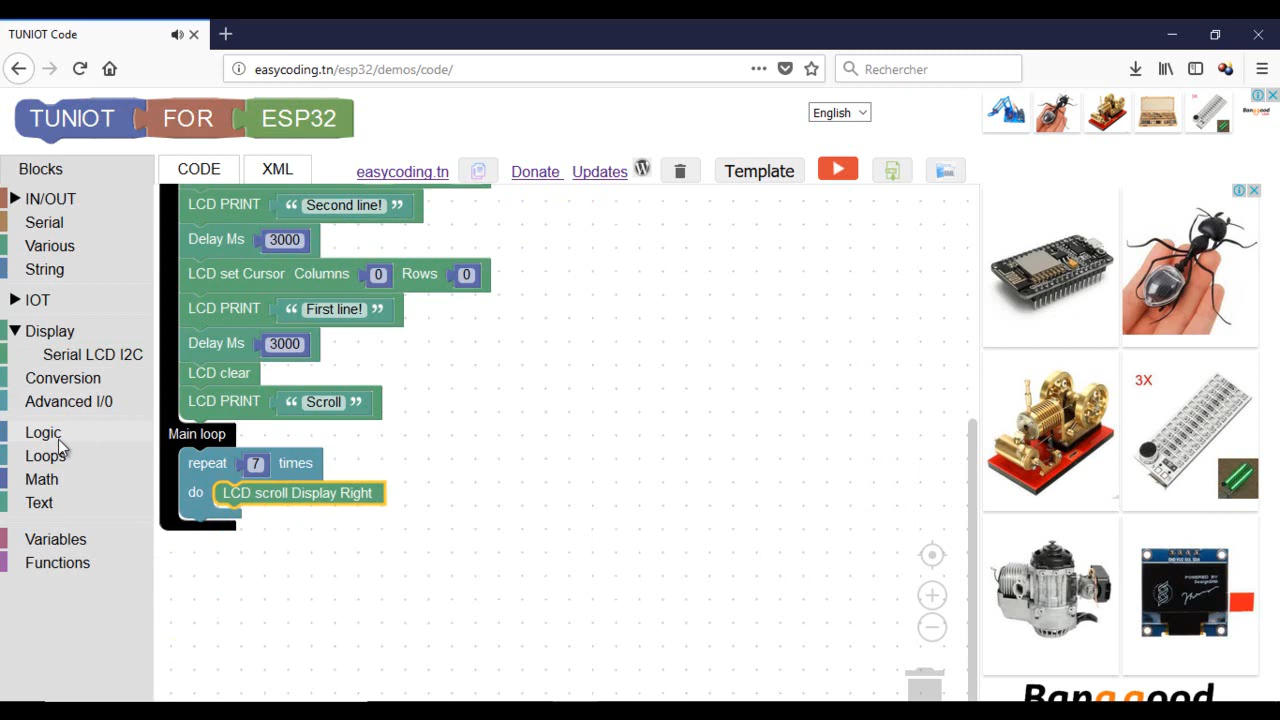 TUNIOT Code
easycoding.tn/esp32/demos/code/
Rechercher
TUNIOT FOR ESP32
English
Banggood
Blocks
CODE
XML
easycoding.tn
Donate
Updates
Template
IN/OUT
Serial
Various
String
IOT
Display
Serial LCD I2C
Conversion
Advanced I/0
Logic
Loops
Math
Text
Variables
Functions
LCD PRINT “ Second line! ”
Delay Ms 3000
LCD set Cursor Columns 0 Rows 0
LCD PRINT “ First line! ”
Delay Ms 3000
LCD clear
LCD PRINT “ Scroll ”
Main loop
repeat 7 times
do LCD scroll Display Right
3X
Banggood